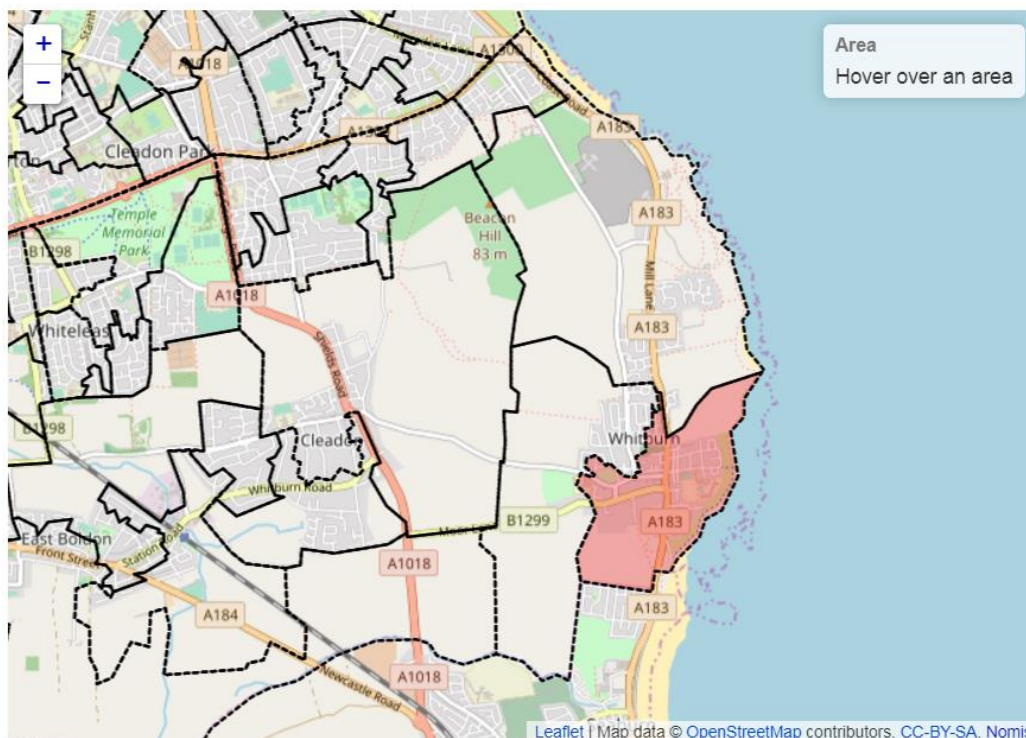 +
−
Area
Hover over an area
A1018
A1300
A183
Cleadon Park
Temple
Memorial
Park
B1298
Beacon
Hill
83 m
A183
Mill Lane
A183
A1018
Whiteleas
Shields Road
B1298
Cleadon
Whitburn
Whitburn Road
East Boldon
Station Road
Front Street
B1299
A183
A1018
A184
A183
Newcastle Road
A1018
Leaflet | Map data © OpenStreetMap contributors, CC-BY-SA, Nomis